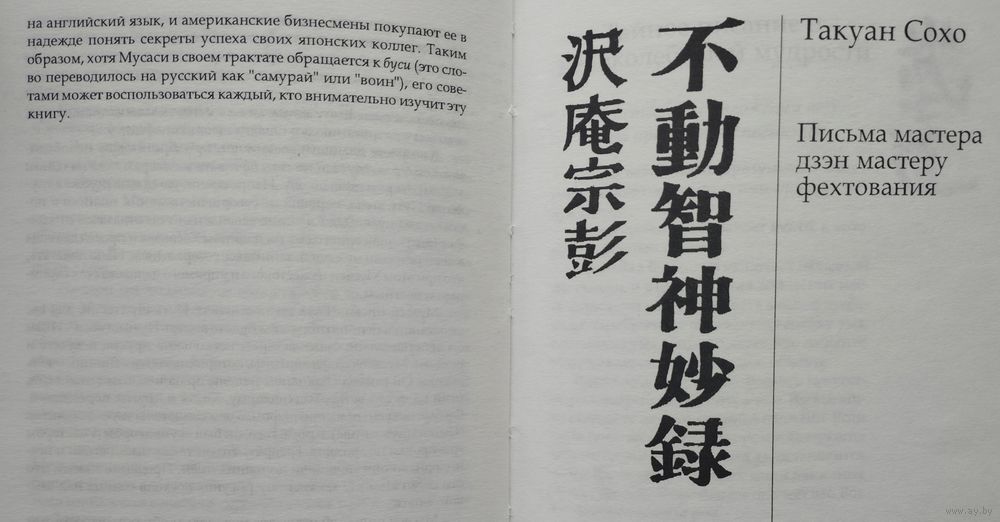 на английский язык, и американские бизнесмены покупают ее в
надежде понять секреты успеха своих японских коллег. Таким
образом, хотя Мусаси в своем трактате обращается к буси (это сло-
во переводилось на русский как "самурай" или "воин"), его сове-
тами может воспользоваться каждый, кто внимательно изучит эту
книгу.
不動智神妙録
沢庵宗彭
Такуан Сохо
Письма мастера
дзэн мастеру
фехтования
www.ay.by